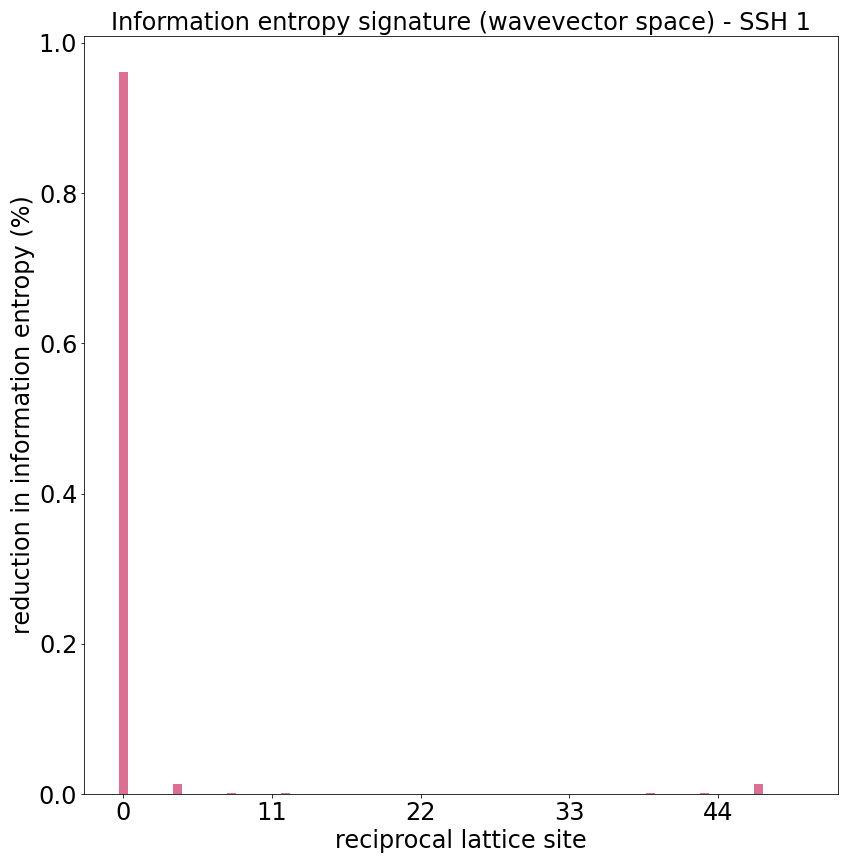 Information entropy signature (wavevector space) - SSH 1
reduction in information entropy (%)
1.0
0.8
0.6
0.4
0.2
0.0
0 11 22 33 44
reciprocal lattice site